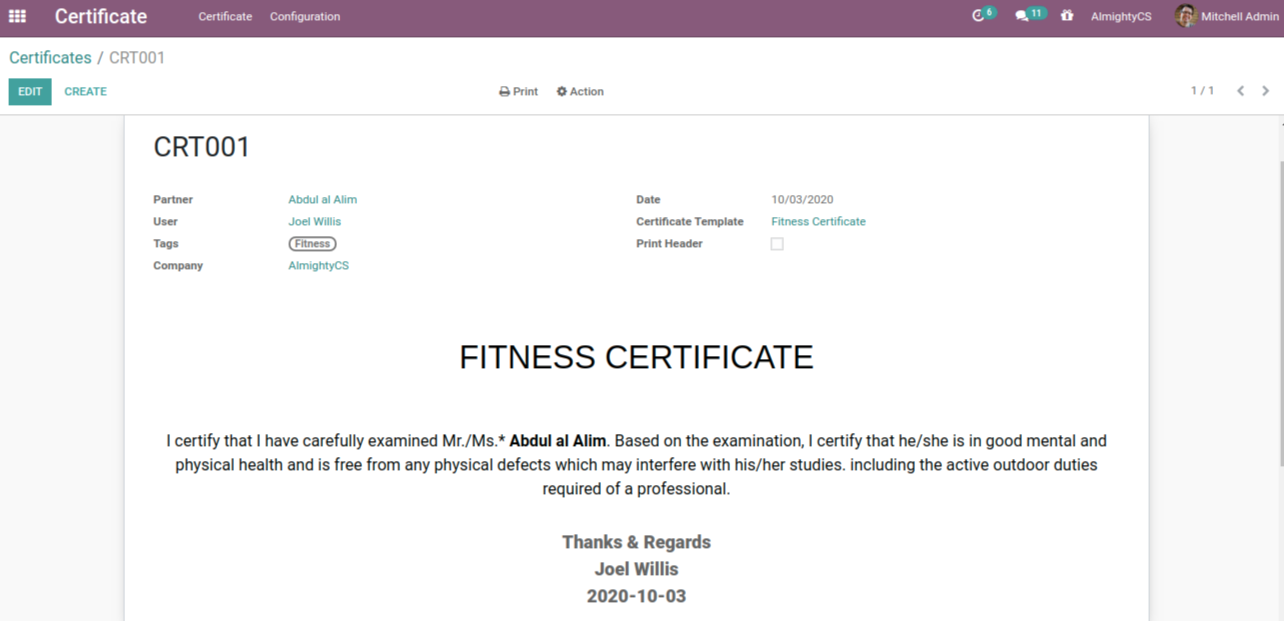 Certificate Certificate Configuration 6 11 AlmightyCS Mitchell Admin
Certificates / CRT001
EDIT CREATE Print Action 1 / 1
CRT001
Partner Abdul al Alim Date 10/03/2020
User Joel Willis Certificate Template Fitness Certificate
Tags Fitness Print Header
Company AlmightyCS
FITNESS CERTIFICATE
I certify that I have carefully examined Mr./Ms.* Abdul al Alim. Based on the examination, I certify that he/she is in good mental and
physical health and is free from any physical defects which may interfere with his/her studies. including the active outdoor duties
required of a professional.
Thanks & Regards
Joel Willis
2020-10-03